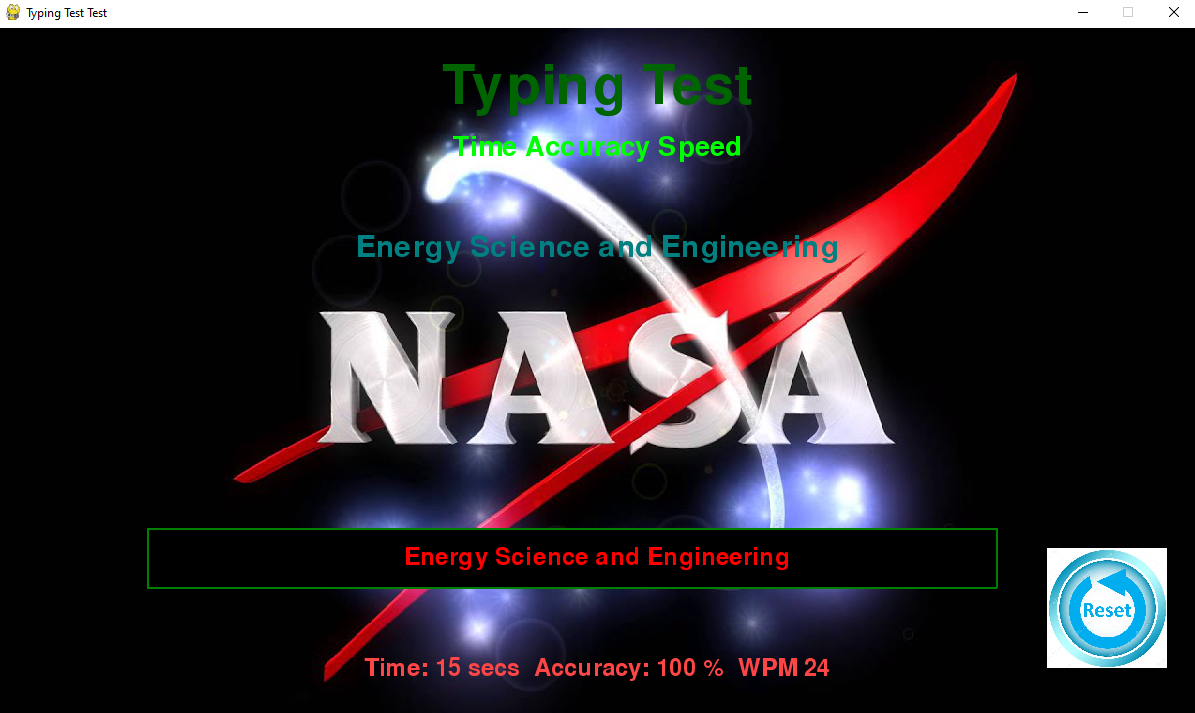 Typing Test Test
Typing Test
Time Accuracy Speed
Energy Science and Engineering
NASA
Energy Science and Engineering
Reset
Time: 15 secs Accuracy: 100 % WPM 24